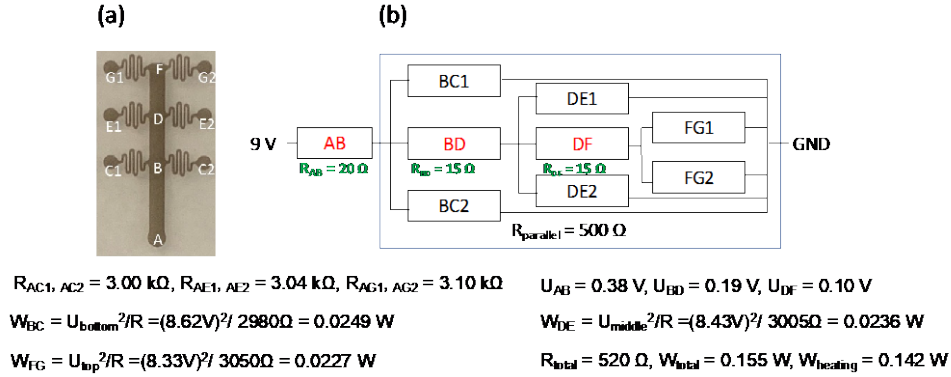 (a)
(b)
G1 F G2
E1 D E2
C1 B C2
A
BC1
DE1
FG1
9 V AB BD DF GND
R_AB = 20 Ω R_BD = 15 Ω = 15 Ω
FG2
DE2
BC2
R_parallel = 500 Ω
R_AC1, AC2 = 3.00 kΩ, R_AE1, AE2 = 3.04 kΩ, R_AG1, AG2 = 3.10 kΩ
U_AB = 0.38 V, U_BD = 0.19 V, U_DF = 0.10 V
W_BC = U_bottom²/R =(8.62V)²/ 2980Ω = 0.0249 W
W_DE = U_middle²/R =(8.43V)²/ 3005Ω = 0.0236 W
W_FG = U_top²/R =(8.33V)²/ 3050Ω = 0.0227 W
R_total = 520 Ω, W_total = 0.155 W, W_heating = 0.142 W